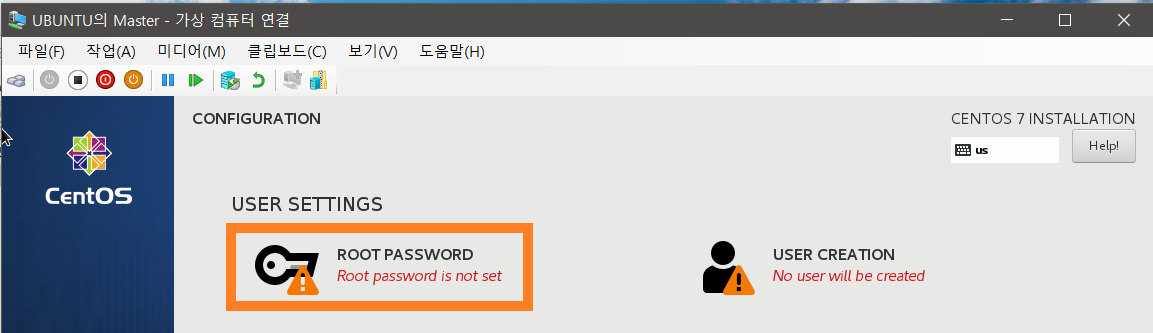 UBUNTU의 Master - 가상 컴퓨터 연결
파일(F) 작업(A) 미디어(M) 클립보드(C) 보기(V) 도움말(H)
CentOS
CONFIGURATION
CENTOS 7 INSTALLATION
us
Help!
USER SETTINGS
ROOT PASSWORD
Root password is not set
USER CREATION
No user will be created